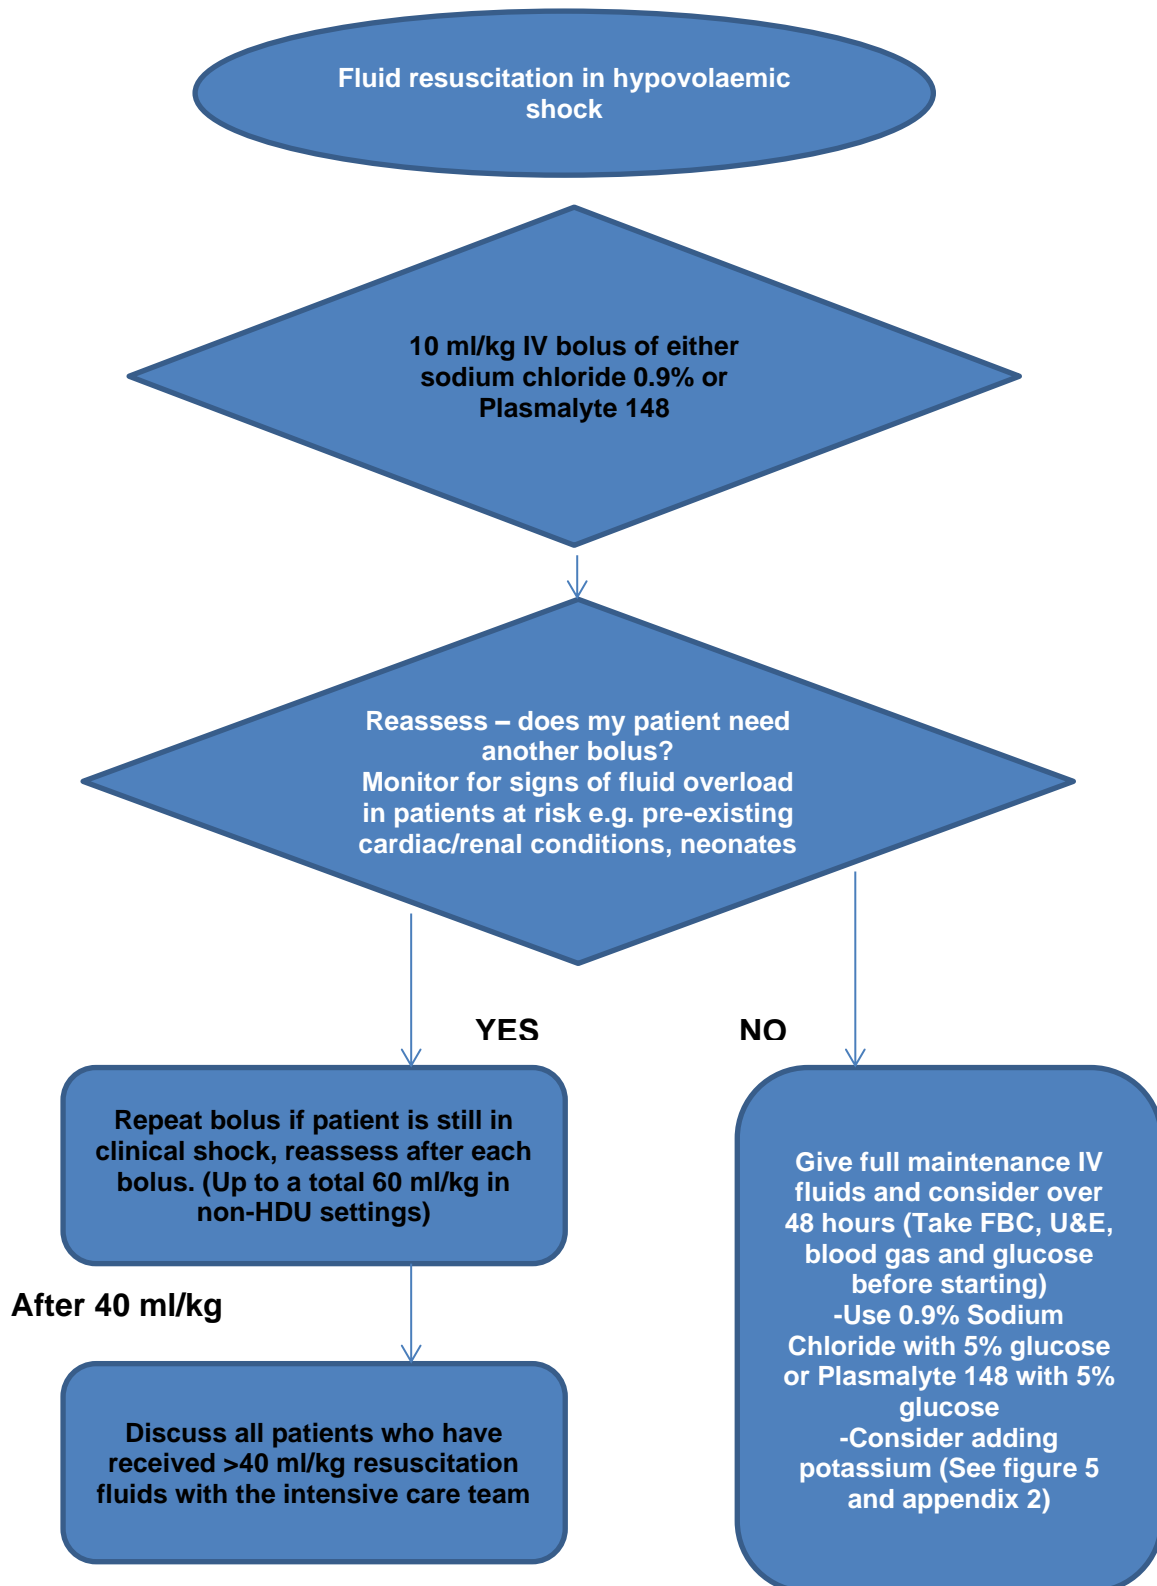 Fluid resuscitation in hypovolaemic
shock
10 ml/kg IV bolus of either
sodium chloride 0.9% or
Plasmalyte 148
Reassess – does my patient need
another bolus?
Monitor for signs of fluid overload
in patients at risk e.g. pre-existing
cardiac/renal conditions, neonates
YES
NO
Repeat bolus if patient is still in
clinical shock, reassess after each
bolus. (Up to a total 60 ml/kg in
non-HDU settings)
After 40 ml/kg
Discuss all patients who have
received >40 ml/kg resuscitation
fluids with the intensive care team
Give full maintenance IV
fluids and consider over
48 hours (Take FBC, U&E,
blood gas and glucose
before starting)
-Use 0.9% Sodium
Chloride with 5% glucose
or Plasmalyte 148 with 5%
glucose
-Consider adding
potassium (See figure 5
and appendix 2)